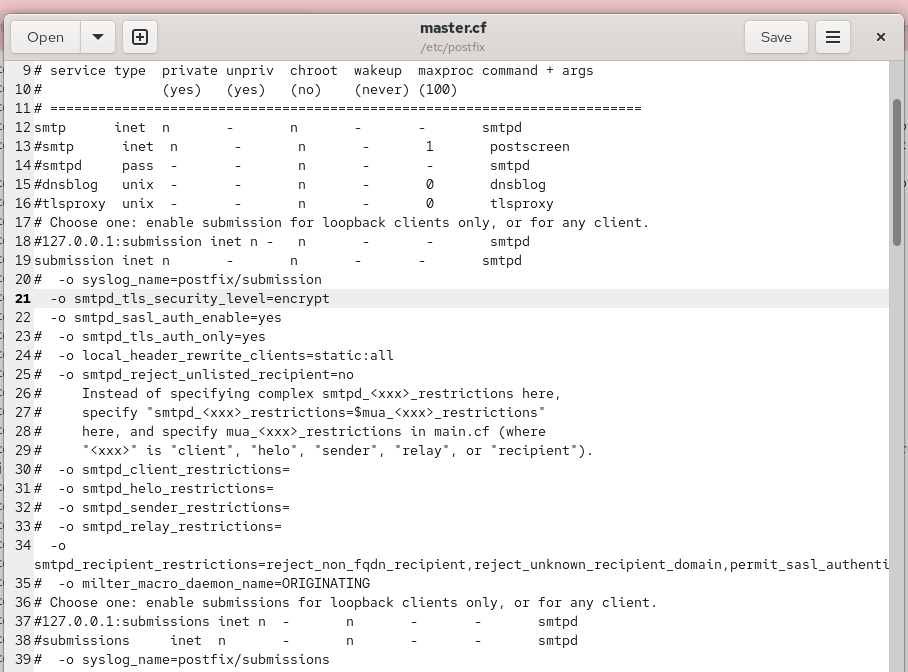 Open
master.cf
/etc/postfix
Save
9 # service type  private unpriv  chroot  wakeup  maxproc command + args
10 #               (yes)   (yes)   (no)    (never) (100)
11 # ==========================================================================
12 smtp      inet  n       -       n       -       -       smtpd
13 #smtp      inet  n       -       n       -       1       postscreen
14 #smtpd     pass  -       -       n       -       -       smtpd
15 #dnsblog   unix  -       -       n       -       0       dnsblog
16 #tlsproxy  unix  -       -       n       -       0       tlsproxy
17 # Choose one: enable submission for loopback clients only, or for any client.
18 #127.0.0.1:submission inet n -   n       -       -       smtpd
19 submission inet n       -       n       -       -       smtpd
20 #  -o syslog_name=postfix/submission
21   -o smtpd_tls_security_level=encrypt
22   -o smtpd_sasl_auth_enable=yes
23 #  -o smtpd_tls_auth_only=yes
24 #  -o local_header_rewrite_clients=static:all
25 #  -o smtpd_reject_unlisted_recipient=no
26 #     Instead of specifying complex smtpd_<xxx>_restrictions here,
27 #     specify "smtpd_<xxx>_restrictions=$mua_<xxx>_restrictions"
28 #     here, and specify mua_<xxx>_restrictions in main.cf (where
29 #     "<xxx>" is "client", "helo", "sender", "relay", or "recipient").
30 #  -o smtpd_client_restrictions=
31 #  -o smtpd_helo_restrictions=
32 #  -o smtpd_sender_restrictions=
33 #  -o smtpd_relay_restrictions=
34   -o
smtpd_recipient_restrictions=reject_non_fqdn_recipient,reject_unknown_recipient_domain,permit_sasl_authenti
35 #  -o milter_macro_daemon_name=ORIGINATING
36 # Choose one: enable submissions for loopback clients only, or for any client.
37 #127.0.0.1:submissions inet n  -       n       -       -       smtpd
38 #submissions     inet  n       -       n       -       -       smtpd
39 #  -o syslog_name=postfix/submissions